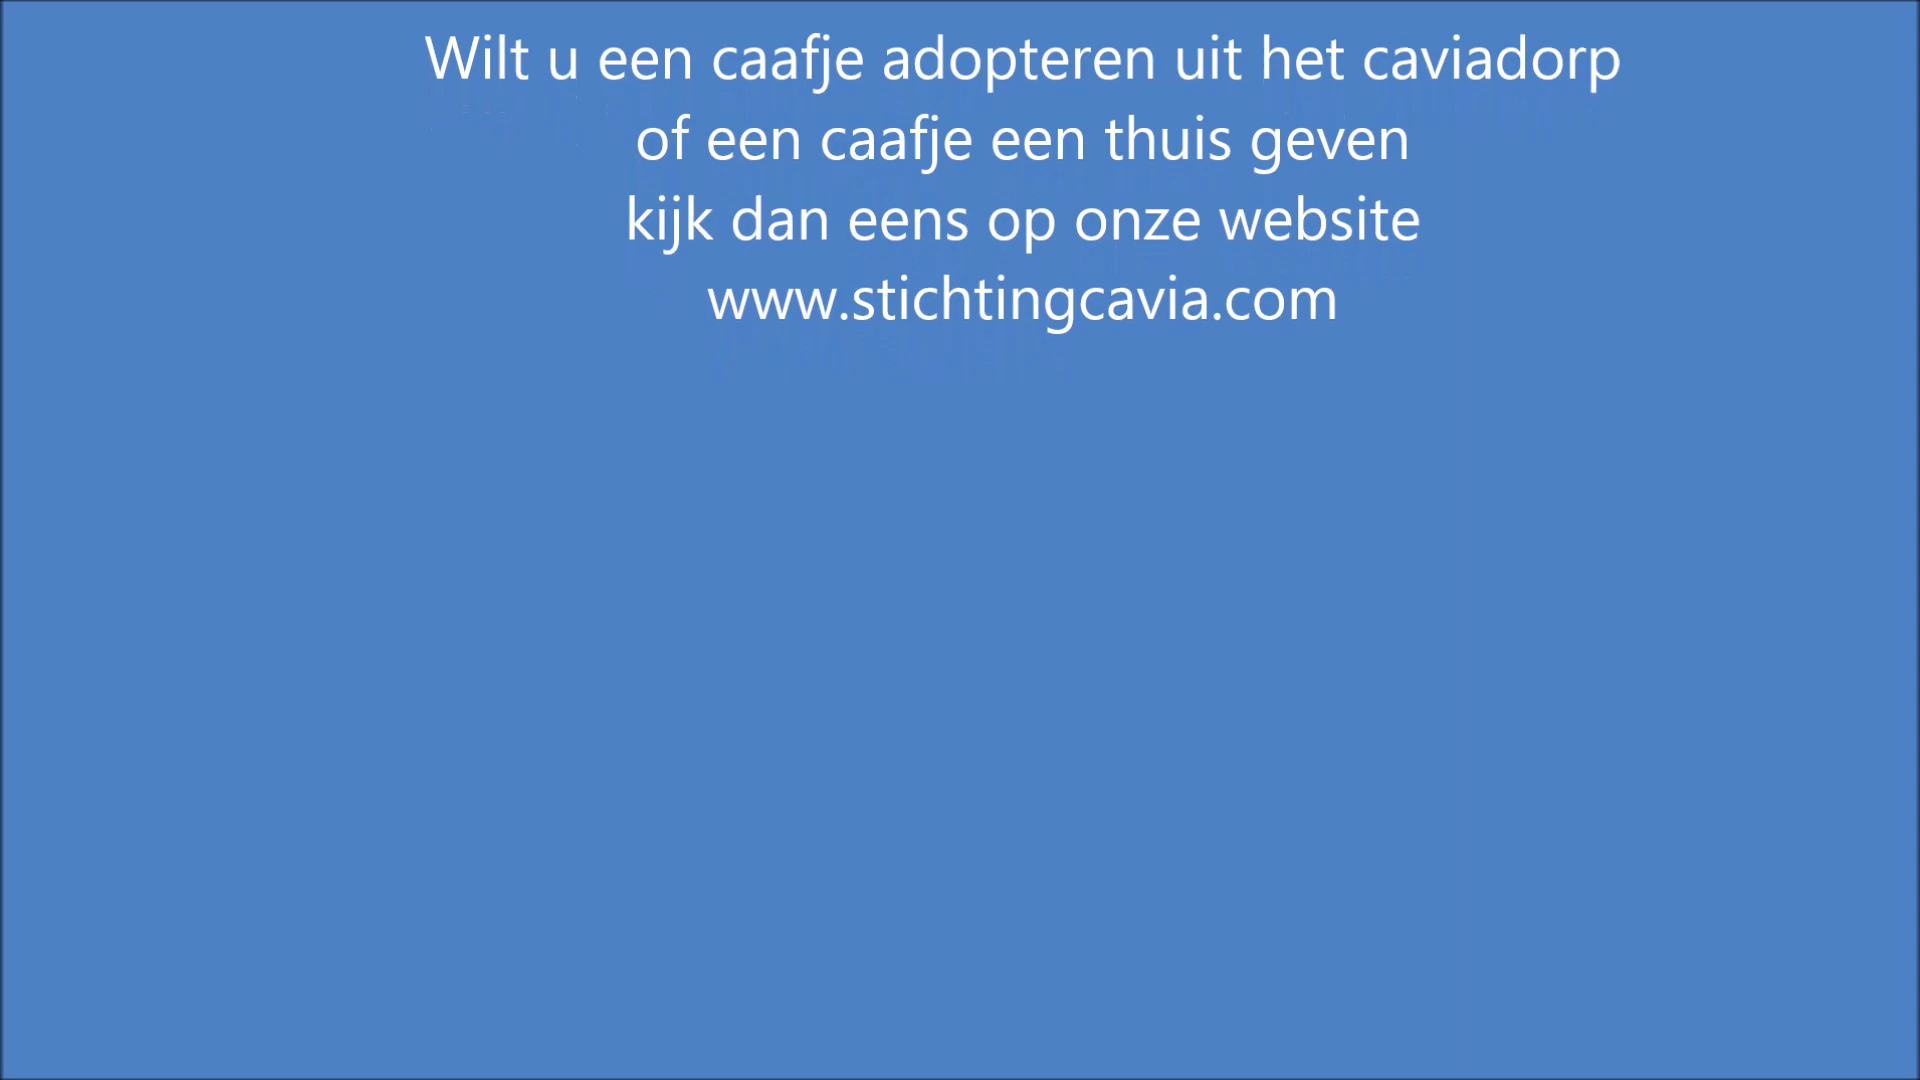 Wilt u een caafje adopteren uit het caviadorp
of een caafje een thuis geven
kijk dan eens op onze website
www.stichtingcavia.com